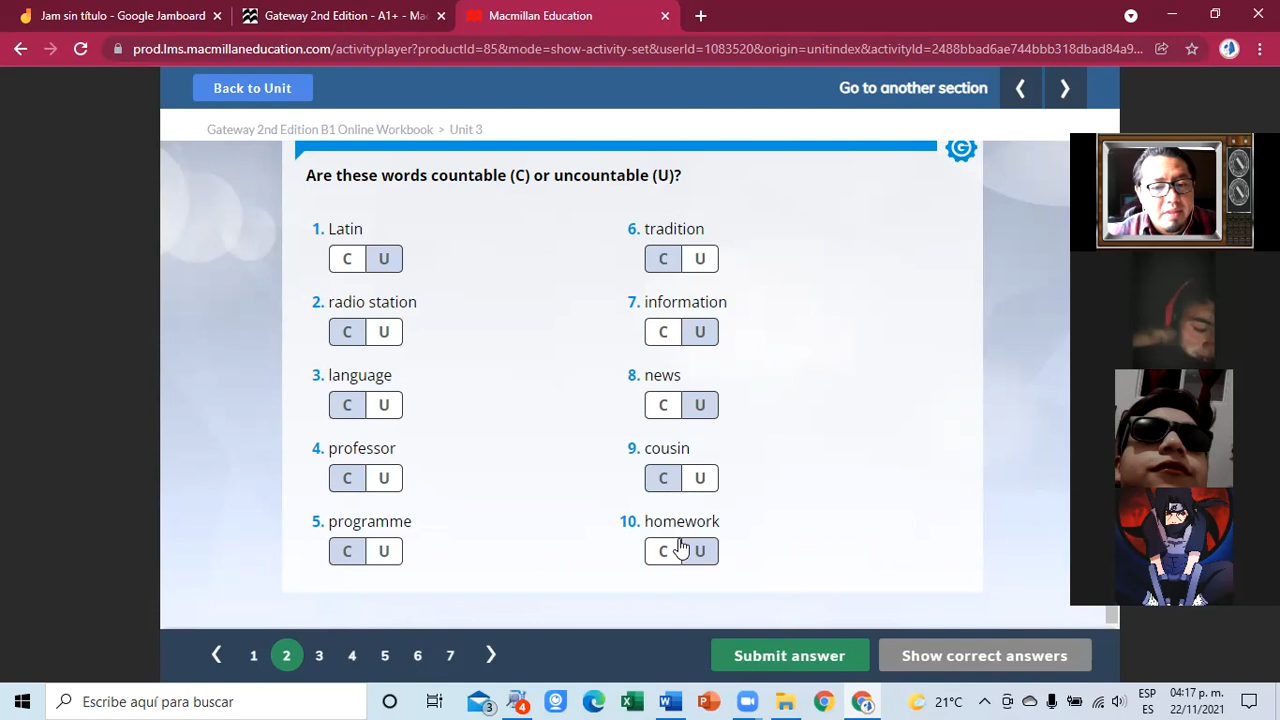 Jam sin título - Google Jamboard
Gateway 2nd Edition - A1+ - Ma
Macmillan Education
prod.lms.macmillaneducation.com/activityplayer?productId=85&mode=show-activity-set&userId=1083520&origin=unitindex&activityId=2488bbad6ae744bbb318dbad84a9...
Back to Unit
Go to another section
Gateway 2nd Edition B1 Online Workbook > Unit 3
G
Are these words countable (C) or uncountable (U)?
1. Latin
C U
2. radio station
C U
3. language
C U
4. professor
C U
5. programme
C U
6. tradition
C U
7. information
C U
8. news
C U
9. cousin
C U
10. homework
C U
1 2 3 4 5 6 7
Submit answer
Show correct answers
Escribe aquí para buscar
3
4
21°C
ESP
ES
04:17 p. m.
22/11/2021